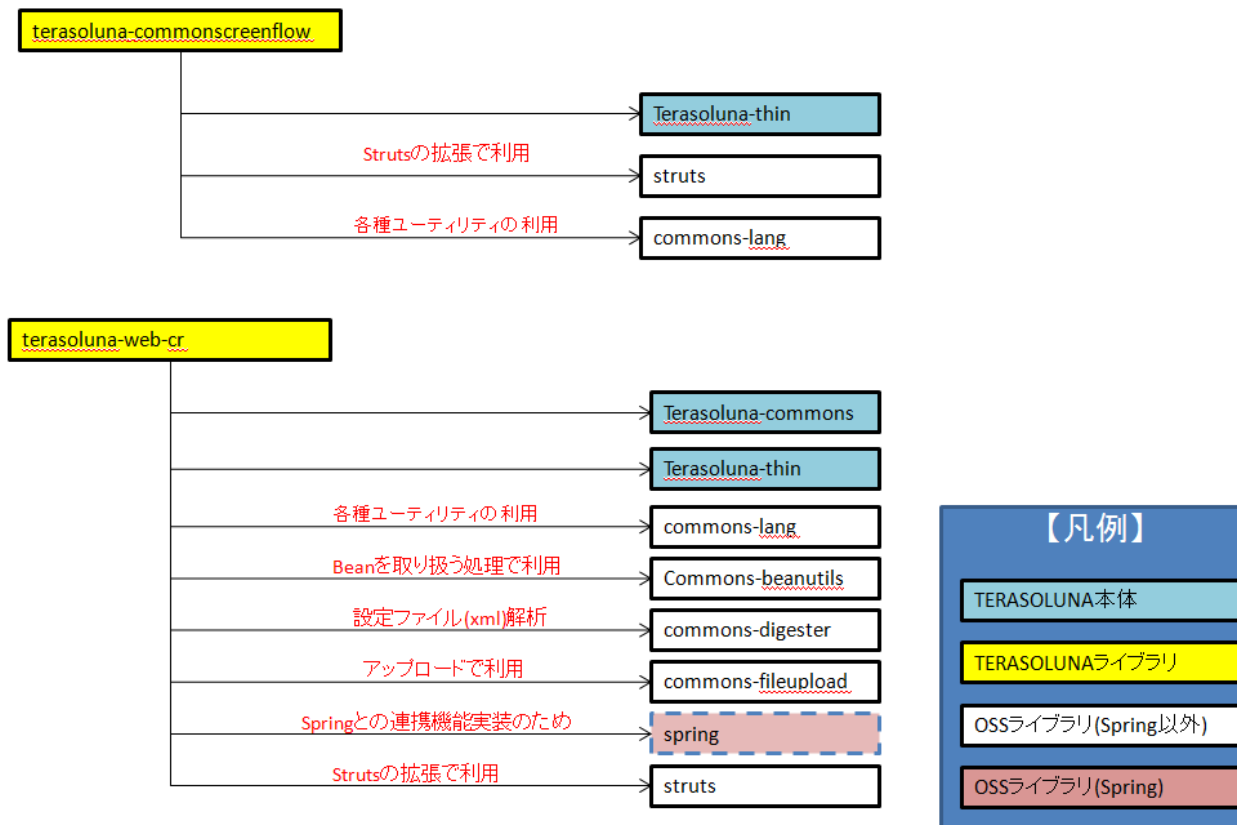 terasoluna-commonscreenflow
Terasoluna-thin
Strutsの拡張で利用
struts
各種ユーティリティの利用
commons-lang
terasoluna-web-cr
Terasoluna-commons
Terasoluna-thin
各種ユーティリティの利用
commons-lang
Beanを取り扱う処理で利用
Commons-beanutils
設定ファイル(xml)解析
commons-digester
アップロードで利用
commons-fileupload
Springとの連携機能実装のため
spring
Strutsの拡張で利用
struts
【凡例】
TERASOLUNA本体
TERASOLUNAライブラリ
OSSライブラリ(Spring以外)
OSSライブラリ(Spring)